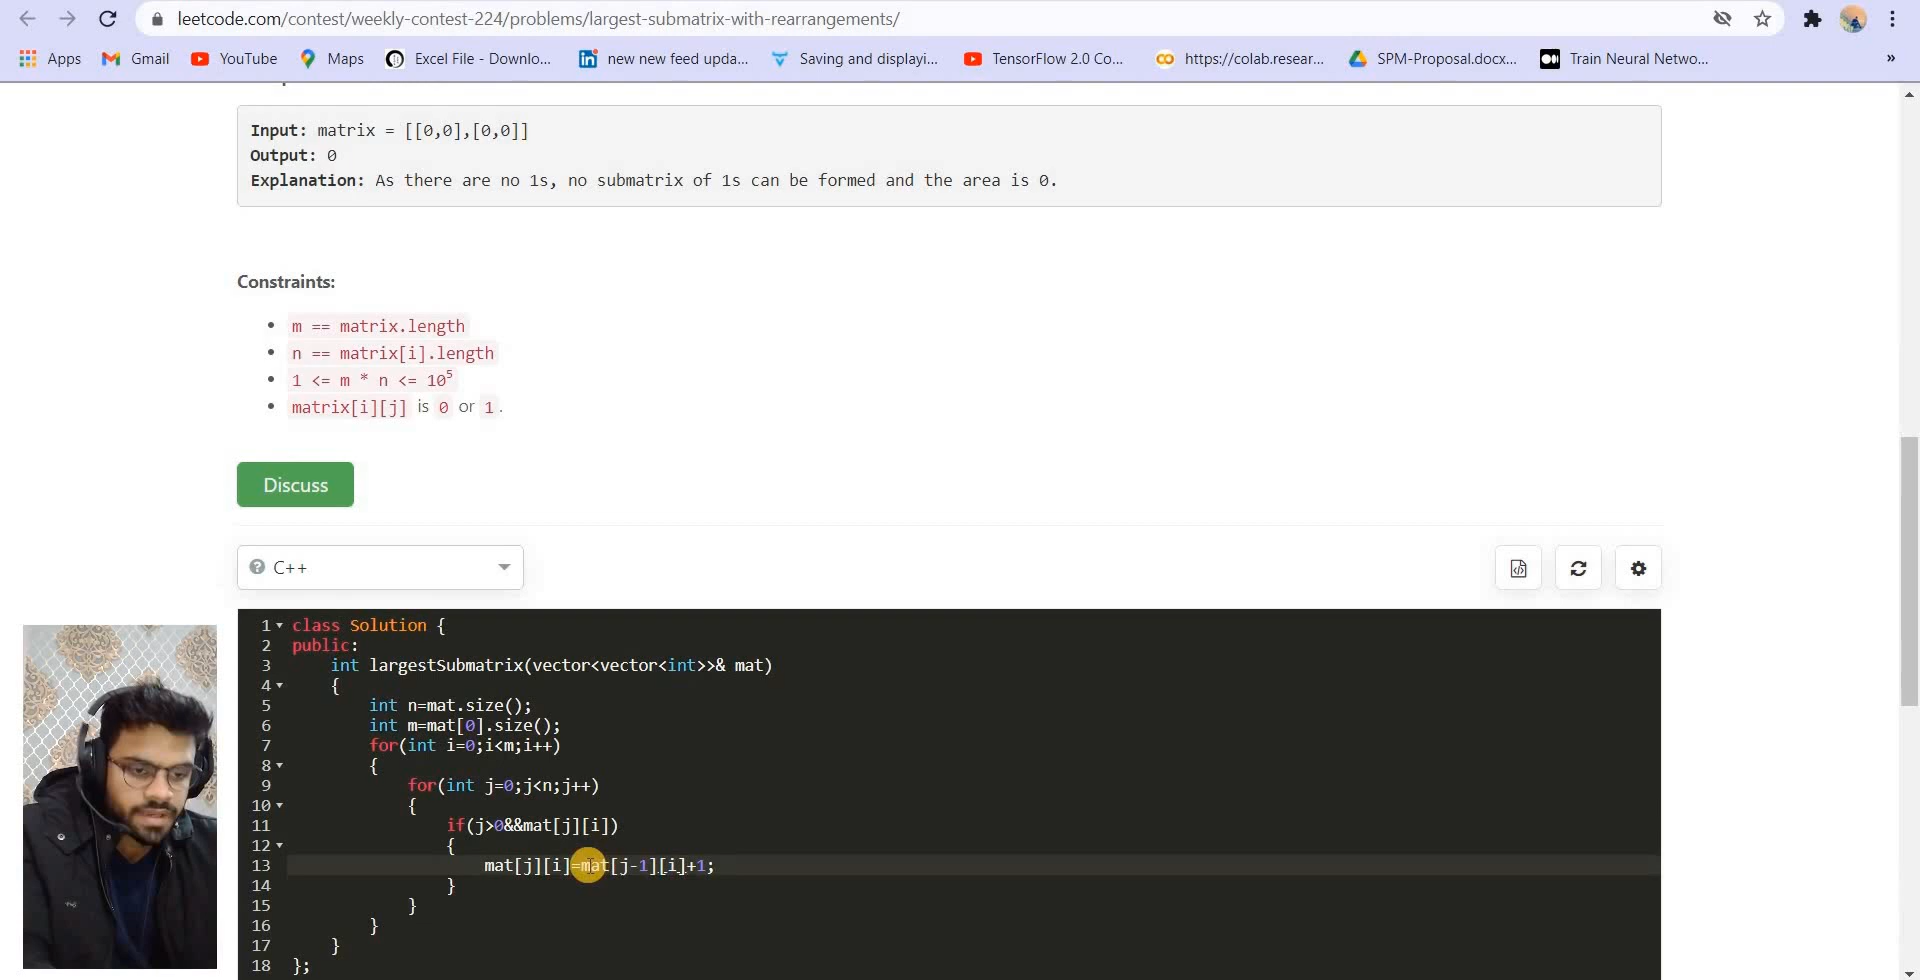 leetcode.com/contest/weekly-contest-224/problems/largest-submatrix-with-rearrangements/
Apps Gmail YouTube Maps Excel File - Downlo... new new feed upda... Saving and displayi... TensorFlow 2.0 Co... https://colab.resear... SPM-Proposal.docx... Train Neural Netwo... »
Input: matrix = [[0,0],[0,0]]
Output: 0
Explanation: As there are no 1s, no submatrix of 1s can be formed and the area is 0.
Constraints:
m == matrix.length
n == matrix[i].length
1 <= m * n <= 10⁵
matrix[i][j] is 0 or 1.
Discuss
C++
1 class Solution {
2 public:
3 int largestSubmatrix(vector<vector<int>>& mat)
4 {
5 int n=mat.size();
6 int m=mat[0].size();
7 for(int i=0;i<m;i++)
8 {
9 for(int j=0;j<n;j++)
10 {
11 if(j>0&&mat[j][i])
12 {
13 mat[j][i]=mat[j-1][i]+1;
14 }
15 }
16 }
17 }
18 };